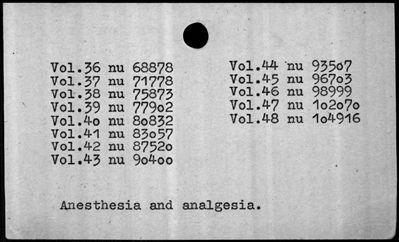 Vol.36 nu 68878
Vol.37 nu 71778
Vol.38 nu 75873
Vol.39 nu 77902
Vol.40 nu 80832
Vol.41 nu 83057
Vol.42 nu 87520
Vol.43 nu 90400
Vol.44 nu 93507
Vol.45 nu 96703
Vol.46 nu 98999
Vol.47 nu 102070
Vol.48 nu 104916
Anesthesia and analgesia.